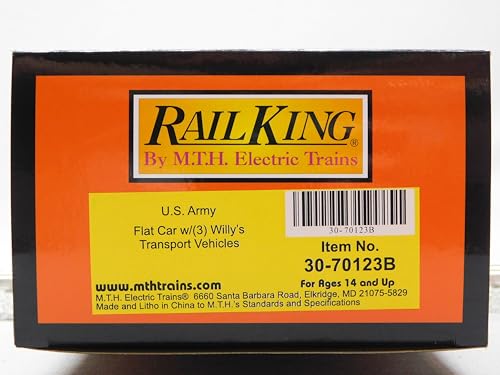 RAILKING®
By M.T.H. Electric Trains
U.S. Army
Flat Car w/(3) Willy's
Transport Vehicles
30-70123B
Item No.
30-70123B
www.mthtrains.com
For Ages 14 and Up
M.T.H. Electric Trains® 6660 Santa Barbara Road, Elkridge, MD 21075-5829
Made and Litho in China to M.T.H.'s Standards and Specifications